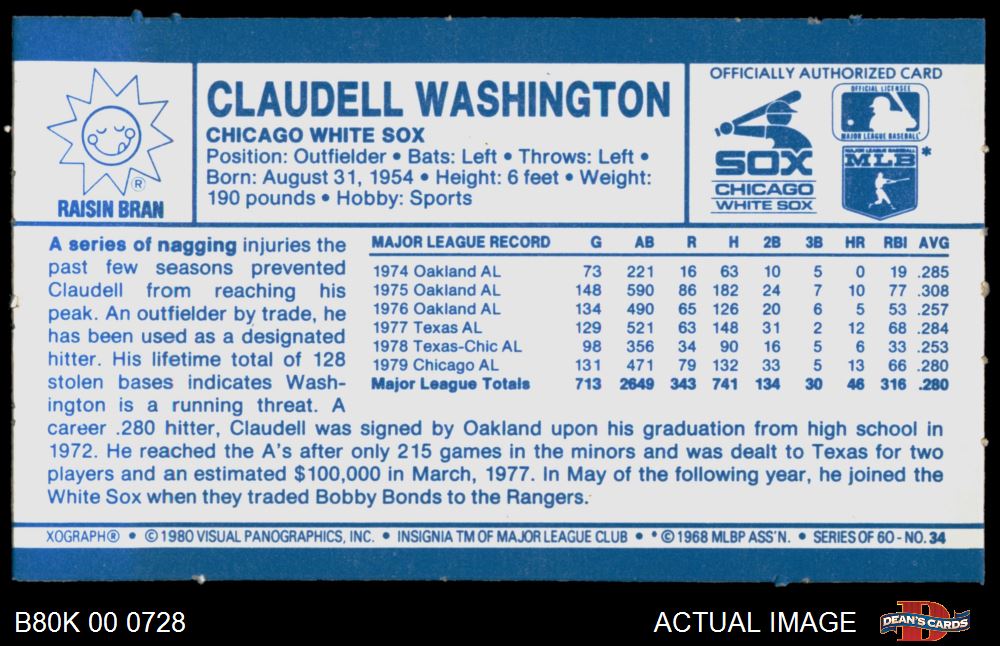 RAISIN BRAN
®
CLAUDELL WASHINGTON
CHICAGO WHITE SOX
Position: Outfielder • Bats: Left • Throws: Left •
Born: August 31, 1954 • Height: 6 feet • Weight:
190 pounds • Hobby: Sports
OFFICIALLY AUTHORIZED CARD
SOX
CHICAGO
WHITE SOX
OFFICIAL LICENSEE
MAJOR LEAGUE BASEBALL
MAJOR LEAGUE BASEBALL
MLB *
A series of nagging injuries the
past few seasons prevented
Claudell from reaching his
peak. An outfielder by trade, he
has been used as a designated
hitter. His lifetime total of 128
stolen bases indicates Wash-
ington is a running threat. A
career .280 hitter, Claudell was signed by Oakland upon his graduation from high school in
1972. He reached the A's after only 215 games in the minors and was dealt to Texas for two
players and an estimated $100,000 in March, 1977. In May of the following year, he joined the
White Sox when they traded Bobby Bonds to the Rangers.
MAJOR LEAGUE RECORD G AB R H 2B 3B HR RBI AVG
1974 Oakland AL 73 221 16 63 10 5 0 19 .285
1975 Oakland AL 148 590 86 182 24 7 10 77 .308
1976 Oakland AL 134 490 65 126 20 6 5 53 .257
1977 Texas AL 129 521 63 148 31 2 12 68 .284
1978 Texas-Chic AL 98 356 34 90 16 5 6 33 .253
1979 Chicago AL 131 471 79 132 33 5 13 66 .280
Major League Totals 713 2649 343 741 134 30 46 316 .280
XOGRAPH® • ©1980 VISUAL PANOGRAPHICS, INC. • INSIGNIA TM OF MAJOR LEAGUE CLUB • *©1968 MLBP ASS'N. • SERIES OF 60 - NO. 34
B80K 00 0728
ACTUAL IMAGE
D
DEAN'S CARDS